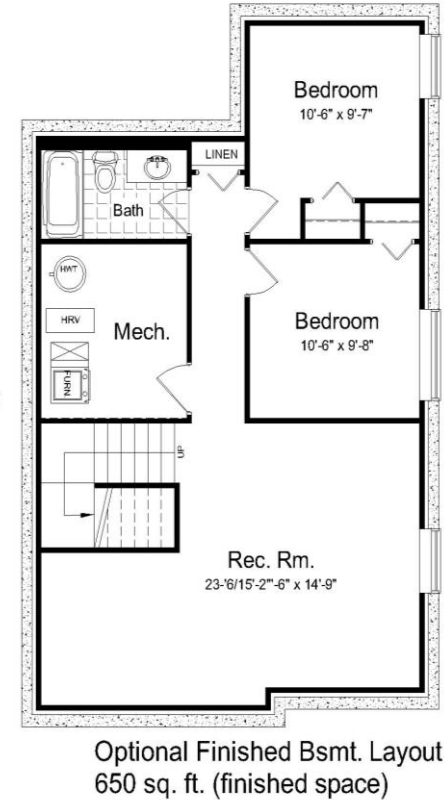 Bedroom
10'-6" x 9'-7"
LINEN
Bath
HWT
HRV
Mech.
FURN
Bedroom
10'-6" x 9'-8"
UP
Rec. Rm.
23-'6/15'-2"'-6" x 14'-9"
Optional Finished Bsmt. Layout
650 sq. ft. (finished space)